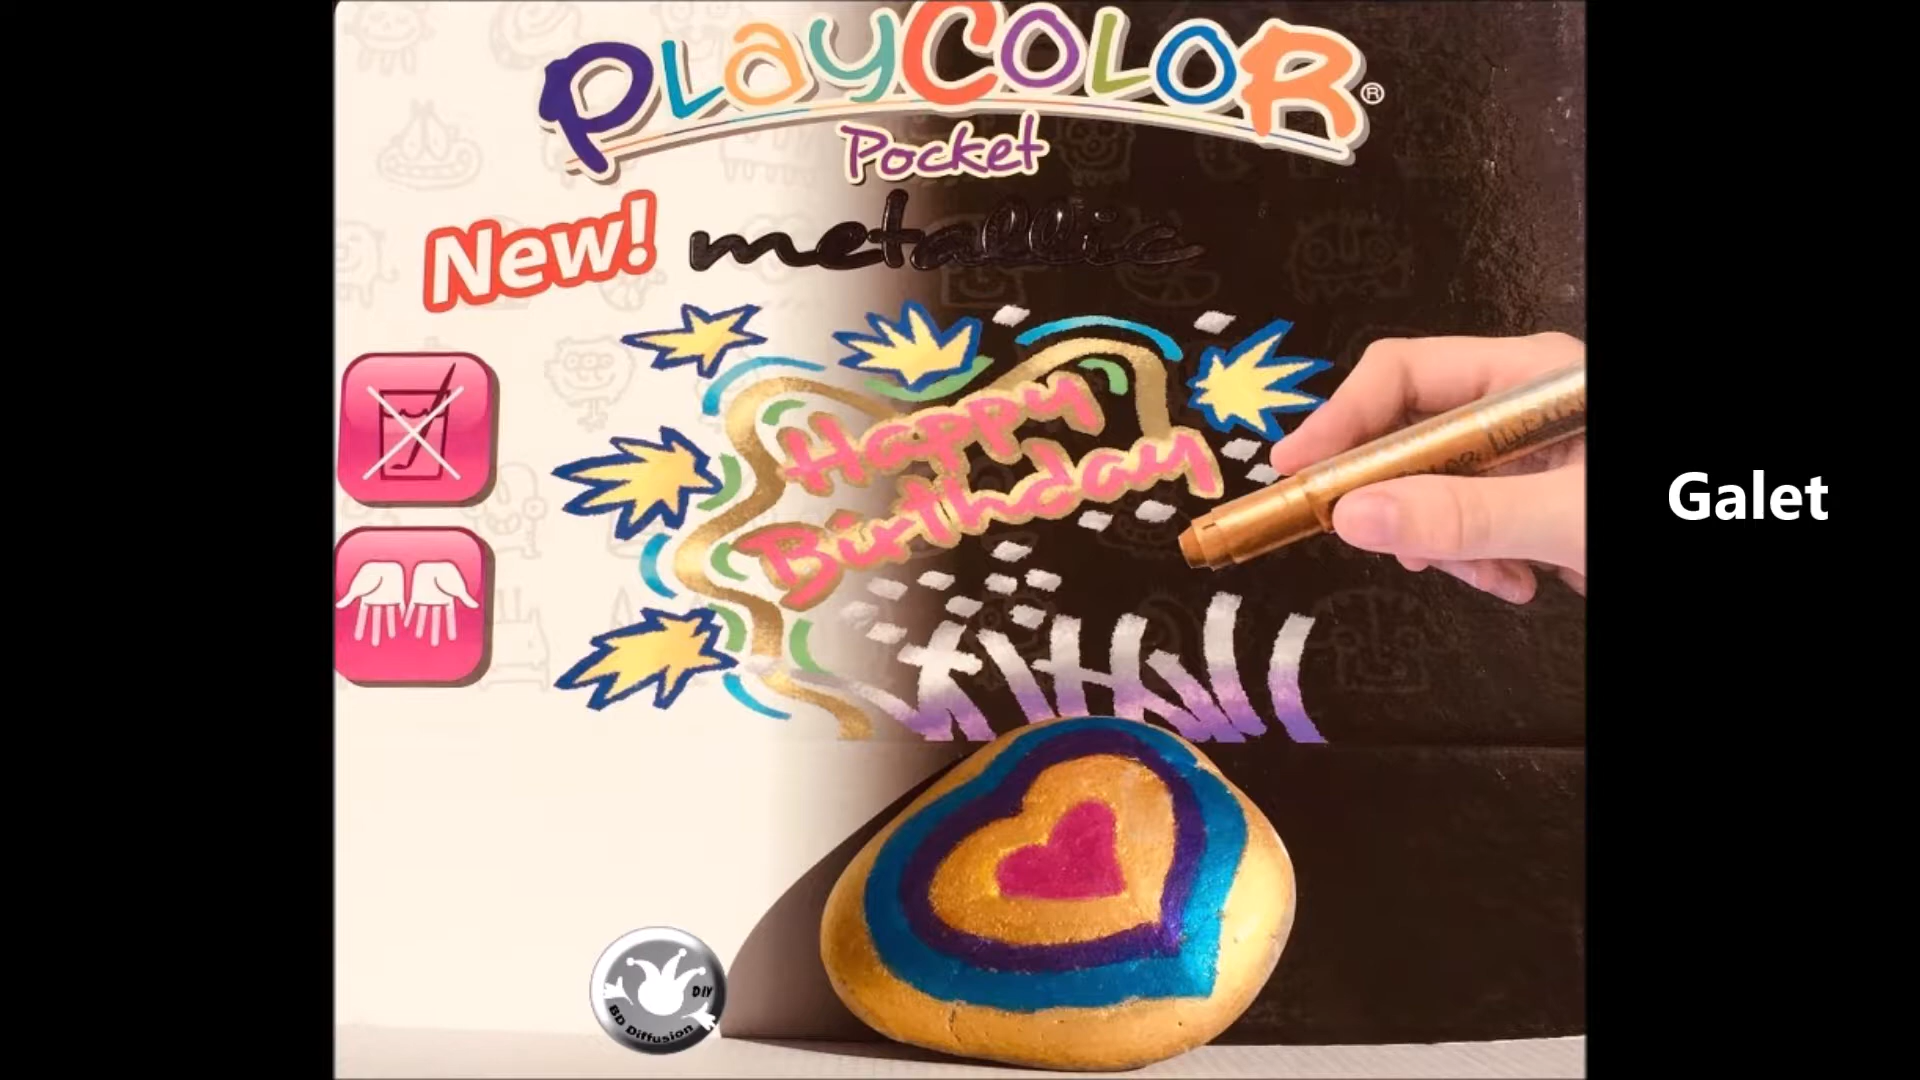 PLAYCOLOR®
Pocket
New! metallic
Happy
Birthday
Galet
DIY
BD Diffusion